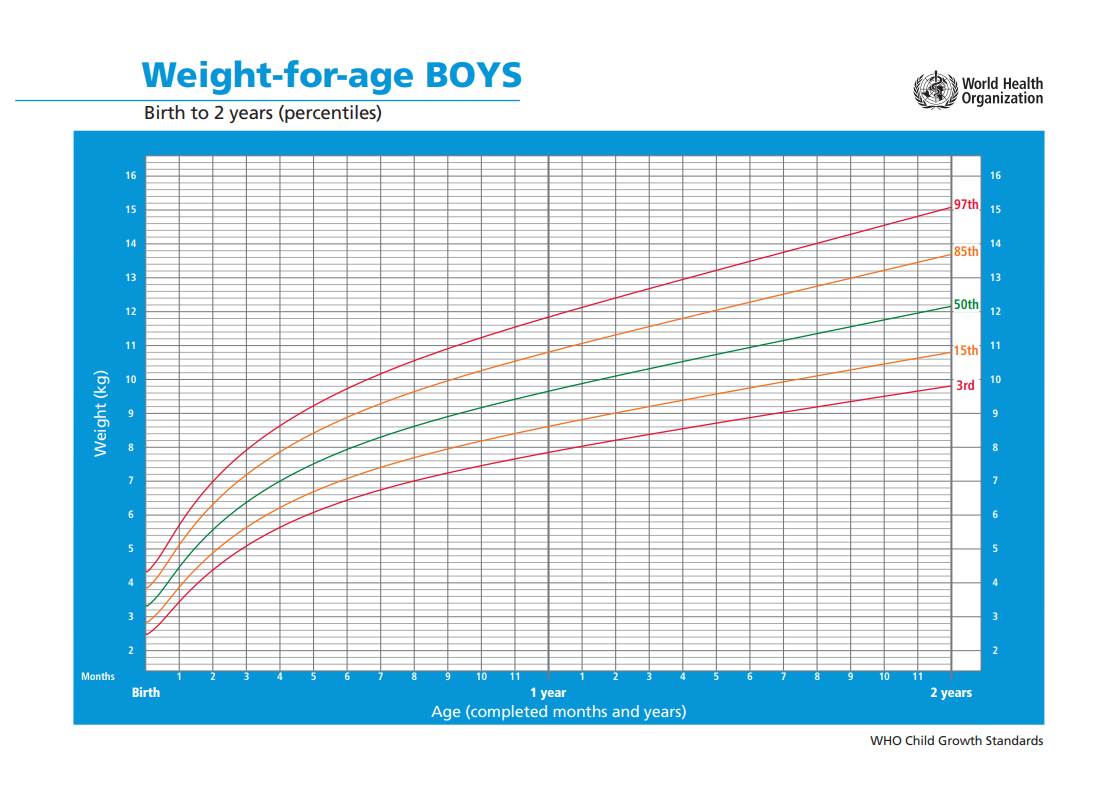 Weight-for-age BOYS
Birth to 2 years (percentiles)
World Health
Organization
16 16
97th
15 15
14 14
85th
13 13
50th
12 12
11 11
15th
10 10
3rd
9 9
8 8
7 7
6 6
5 5
4 4
3 3
2 2
Weight (kg)
Months 1 2 3 4 5 6 7 8 9 10 11 1 2 3 4 5 6 7 8 9 10 11
Birth 1 year 2 years
Age (completed months and years)
WHO Child Growth Standards